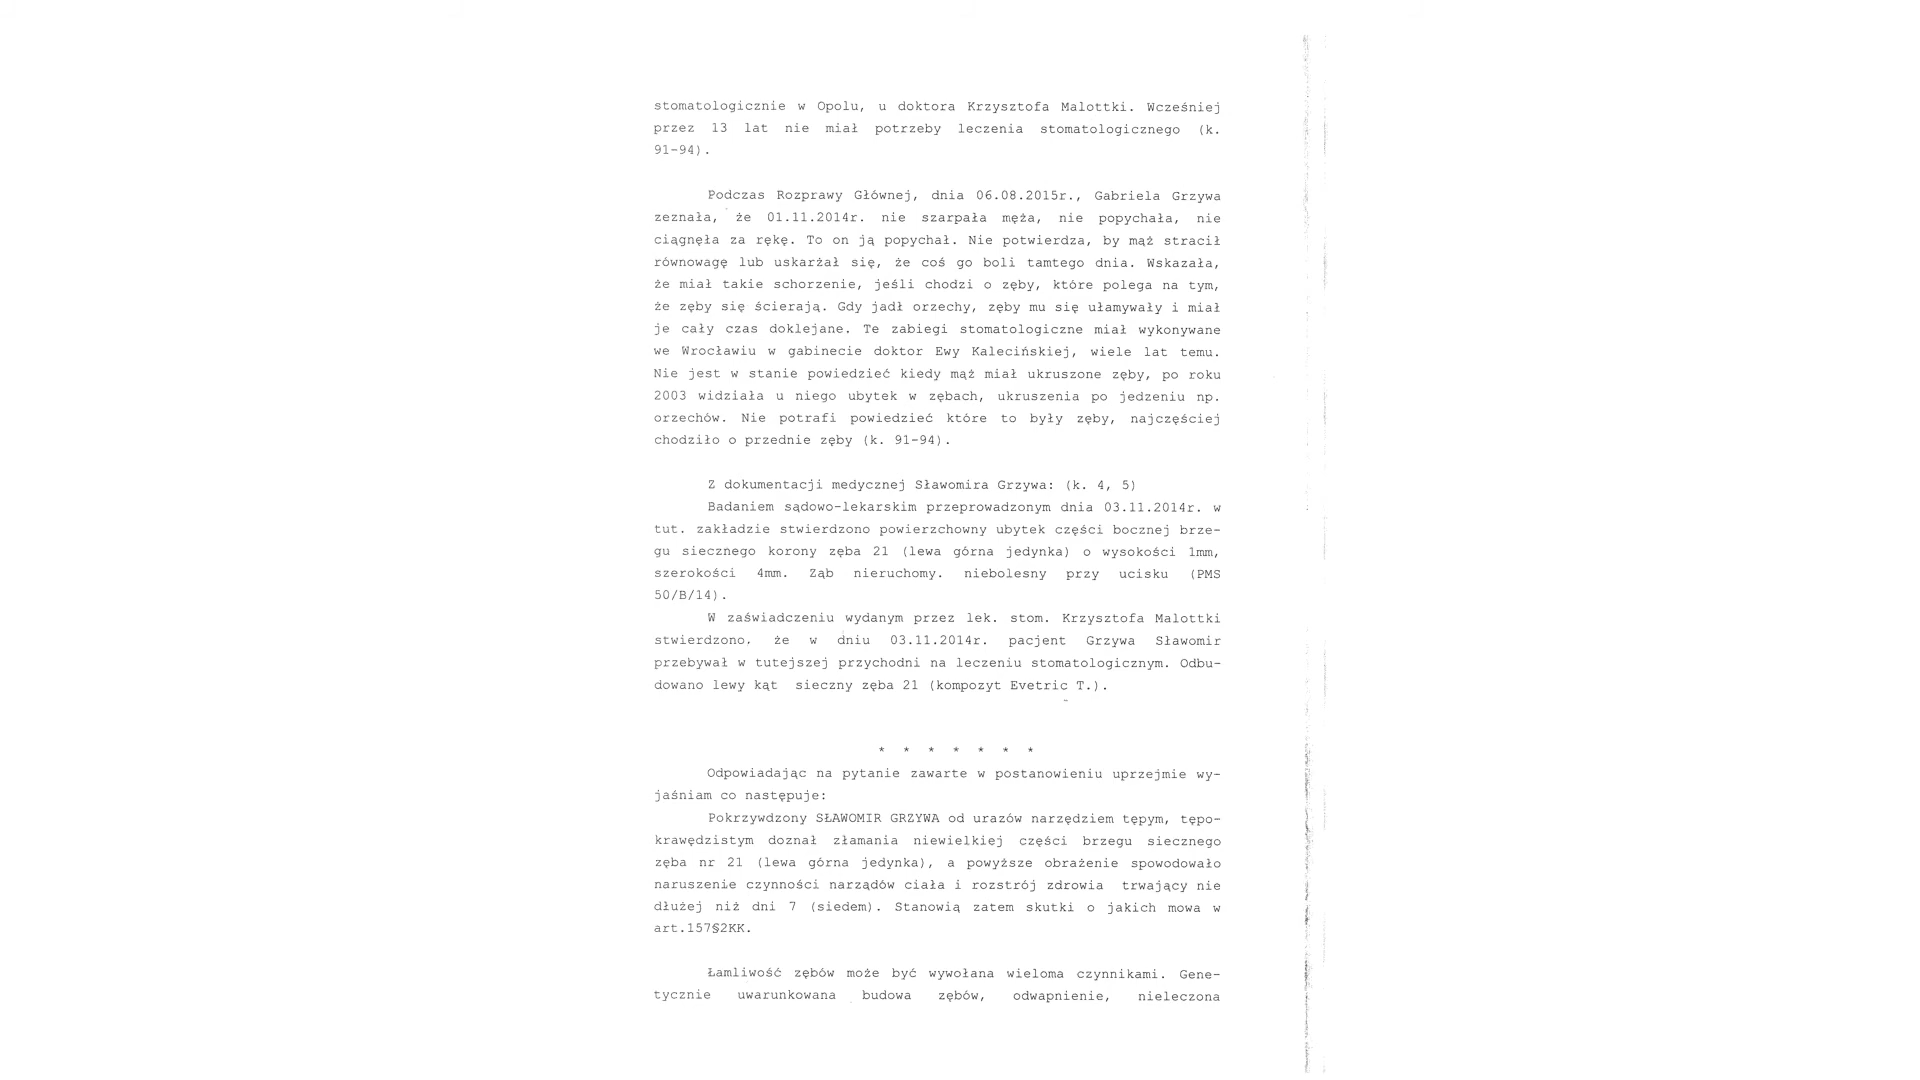 stomatologicznie w Opolu, u doktora Krzysztofa Malottki. Wcześniej
przez 13 lat nie miał potrzeby leczenia stomatologicznego (k.
91-94).
Podczas Rozprawy Głównej, dnia 06.08.2015r., Gabriela Grzywa
zeznała, że 01.11.2014r. nie szarpała męża, nie popychała, nie
ciągnęła za rękę. To on ją popychał. Nie potwierdza, by mąż stracił
równowagę lub uskarżał się, że coś go boli tamtego dnia. Wskazała,
że miał takie schorzenie, jeśli chodzi o zęby, które polega na tym,
że zęby się ścierają. Gdy jadł orzechy, zęby mu się ułamywały i miał
je cały czas doklejane. Te zabiegi stomatologiczne miał wykonywane
we Wrocławiu w gabinecie doktor Ewy Kalecińskiej, wiele lat temu.
Nie jest w stanie powiedzieć kiedy mąż miał ukruszone zęby, po roku
2003 widziała u niego ubytek w zębach, ukruszenia po jedzeniu np.
orzechów. Nie potrafi powiedzieć które to były zęby, najczęściej
chodziło o przednie zęby (k. 91-94).
Z dokumentacji medycznej Sławomira Grzywa: (k. 4, 5)
Badaniem sądowo-lekarskim przeprowadzonym dnia 03.11.2014r. w
tut. zakładzie stwierdzono powierzchowny ubytek części bocznej brze-
gu siecznego korony zęba 21 (lewa górna jedynka) o wysokości 1mm,
szerokości 4mm. Ząb nieruchomy. niebolesny przy ucisku (PMS
50/B/14).
W zaświadczeniu wydanym przez lek. stom. Krzysztofa Malottki
stwierdzono. że w dniu 03.11.2014r. pacjent Grzywa Sławomir
przebywał w tutejszej przychodni na leczeniu stomatologicznym. Odbu-
dowano lewy kąt sieczny zęba 21 (kompozyt Evetric T.).
* * * * * * *
Odpowiadając na pytanie zawarte w postanowieniu uprzejmie wy-
jaśniam co następuje:
Pokrzywdzony SŁAWOMIR GRZYWA od urazów narzędziem tępym, tępo-
krawędzistym doznał złamania niewielkiej części brzegu siecznego
zęba nr 21 (lewa górna jedynka), a powyższe obrażenie spowodowało
naruszenie czynności narządów ciała i rozstrój zdrowia trwający nie
dłużej niż dni 7 (siedem). Stanowią zatem skutki o jakich mowa w
art.157§2KK.
Łamliwość zębów może być wywołana wieloma czynnikami. Gene-
tycznie uwarunkowana budowa zębów, odwapnienie, nieleczona